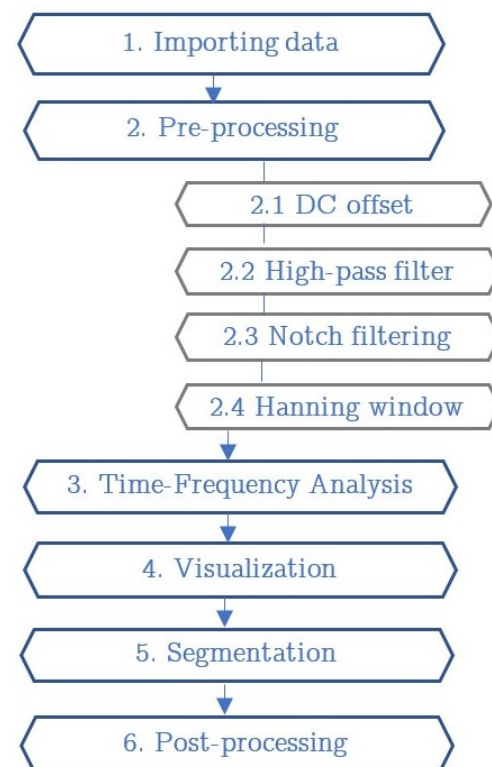 1. Importing data
2. Pre-processing
2.1 DC offset
2.2 High-pass filter
2.3 Notch filtering
2.4 Hanning window
3. Time-Frequency Analysis
4. Visualization
5. Segmentation
6. Post-processing